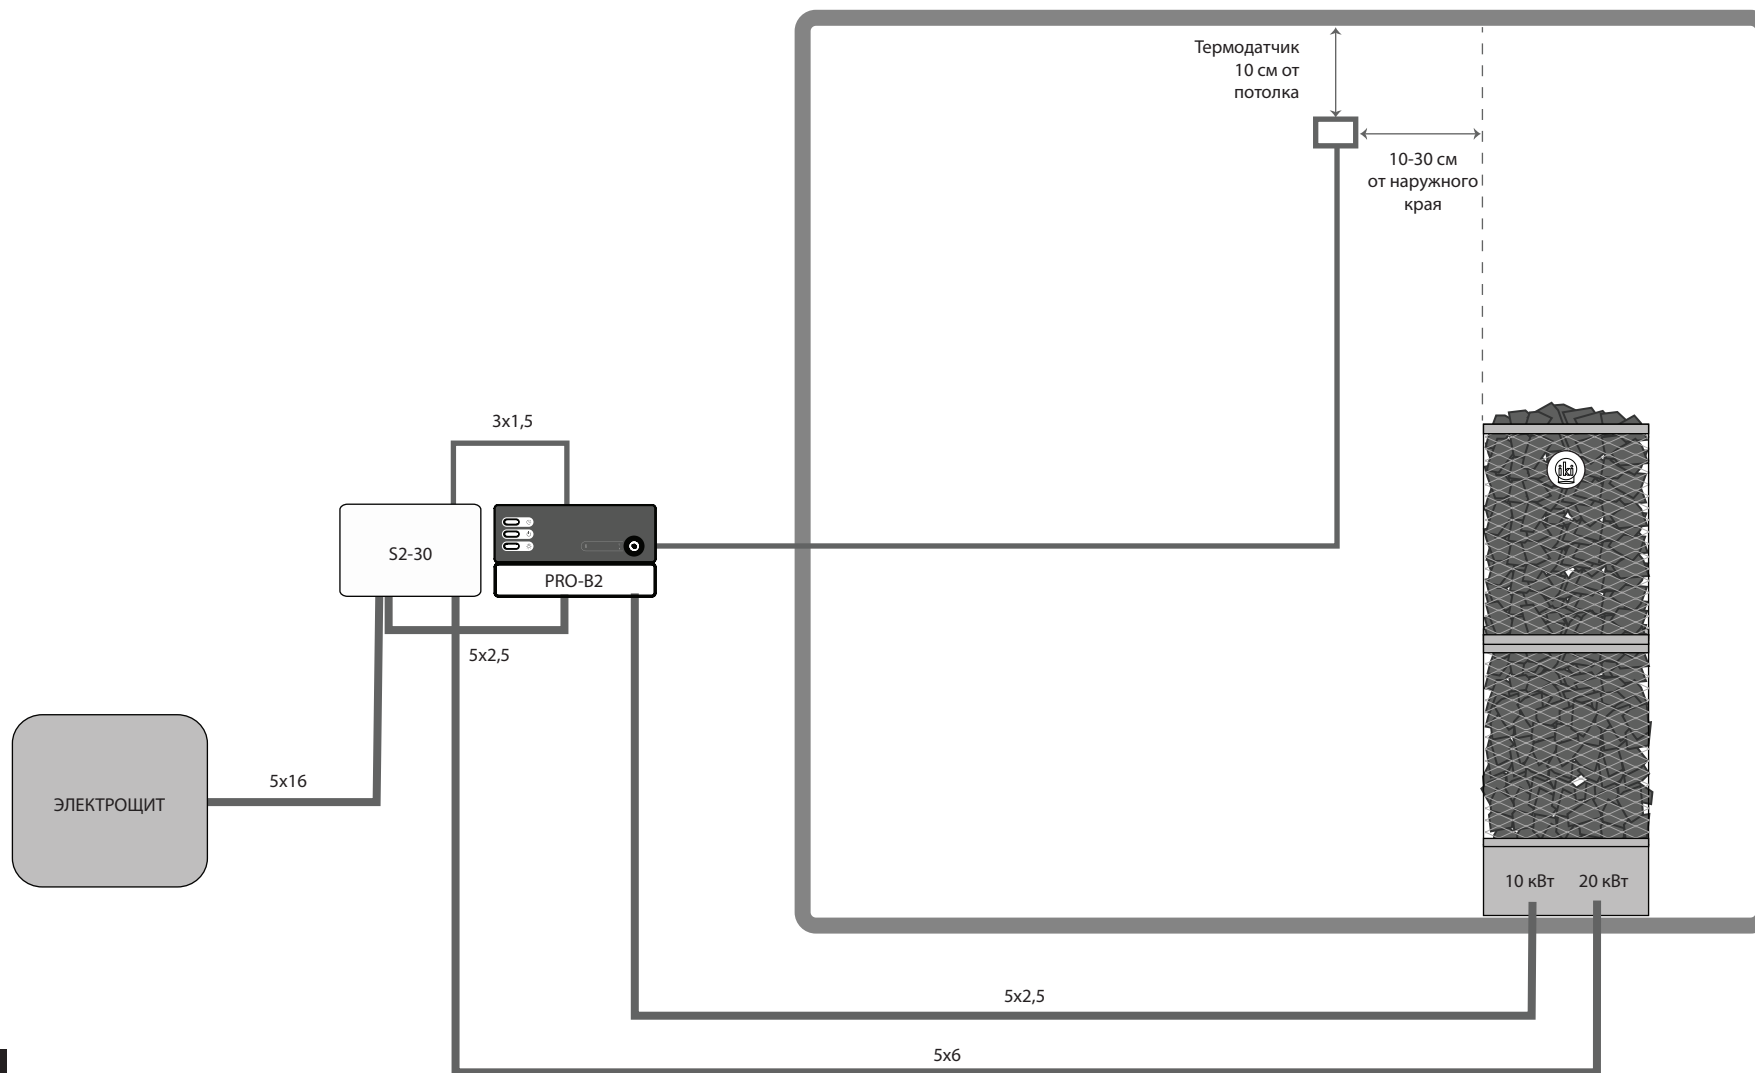 Термодатчик
10 см от
потолка
10-30 см
от наружного
края
3x1,5
S2-30
PRO-B2
5x2,5
5x16
ЭЛЕКТРОЩИТ
10 кВт 20 кВт
5x2,5
5x6